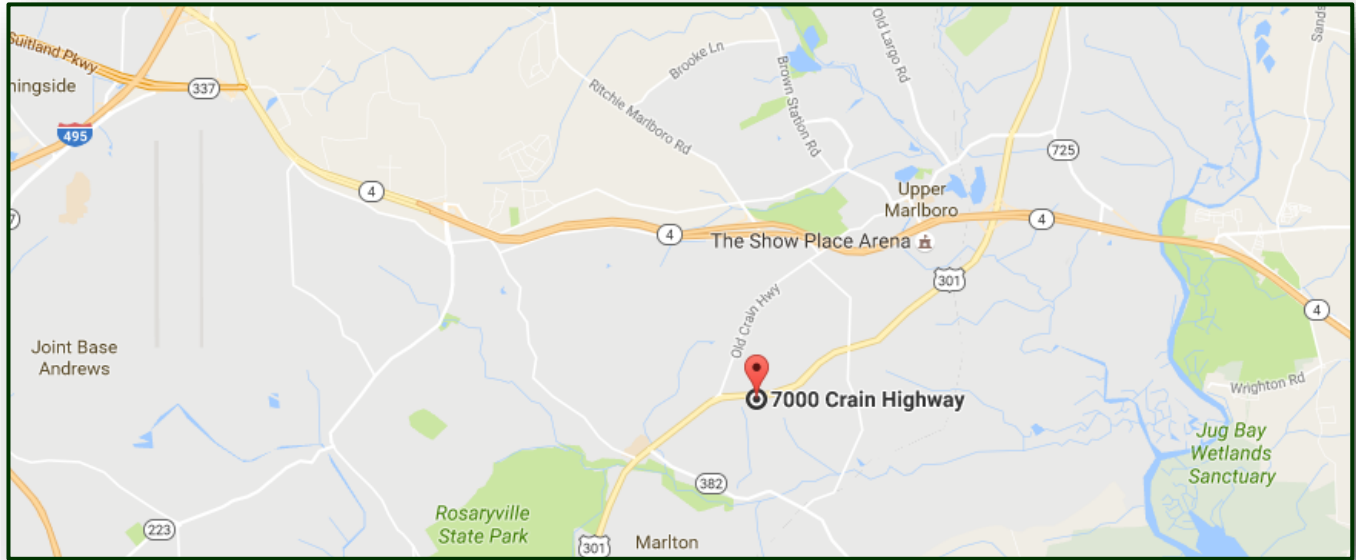 Suitland Pkwy
ningside
337
495
4
Brooke Ln
Ritchie Marlboro Rd
Brown Station Rd
Old Largo Rd
Sands
725
Upper
Marlboro
4
4
The Show Place Arena
301
Old Crain Hwy
4
Joint Base
Andrews
7000 Crain Highway
Wrighton Rd
Jug Bay
Wetlands
Sanctuary
382
Rosaryville
State Park
223
301
Marlton